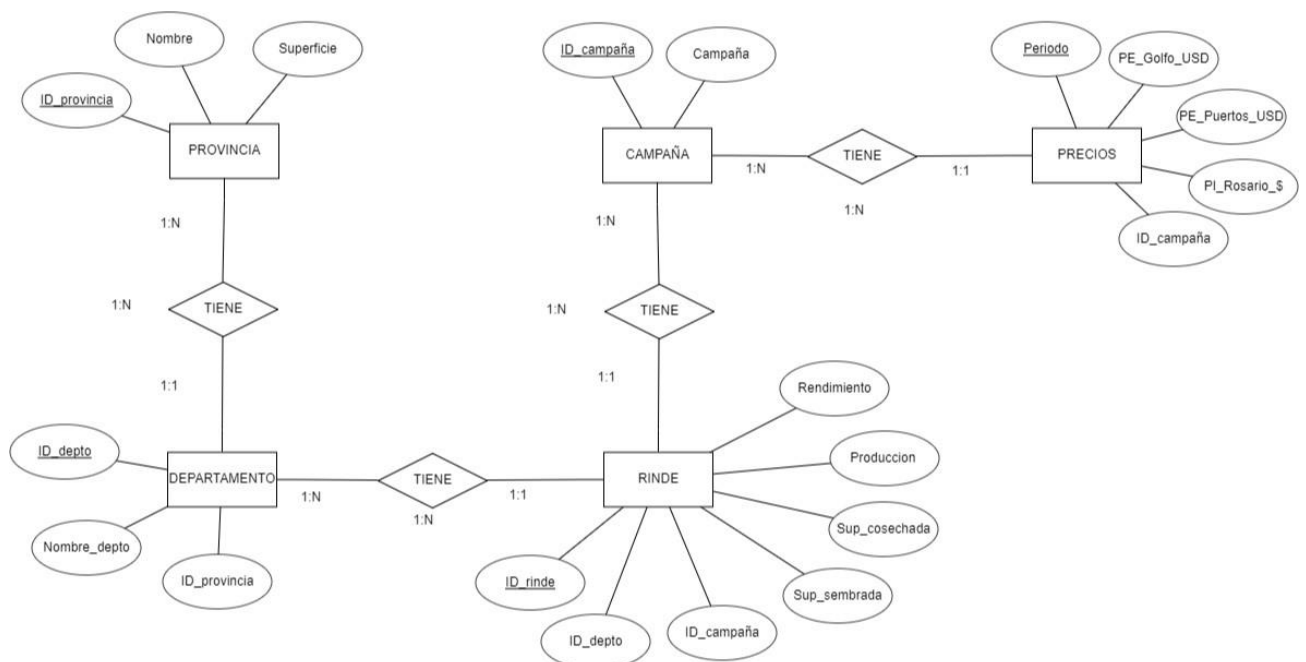 Nombre
Superficie
ID_provincia
PROVINCIA
1:N
1:N
TIENE
1:1
ID_depto
DEPARTAMENTO
Nombre_depto
ID_provincia
1:N
TIENE
1:N
1:1
ID_campaña
Campaña
CAMPAÑA
1:N
TIENE
1:N
1:1
Periodo
PE_Golfo_USD
PE_Puertos_USD
PRECIOS
PI_Rosario_$
ID_campaña
1:N
1:N
TIENE
1:1
RINDE
Rendimiento
Produccion
Sup_cosechada
Sup_sembrada
ID_rinde
ID_depto
ID_campaña